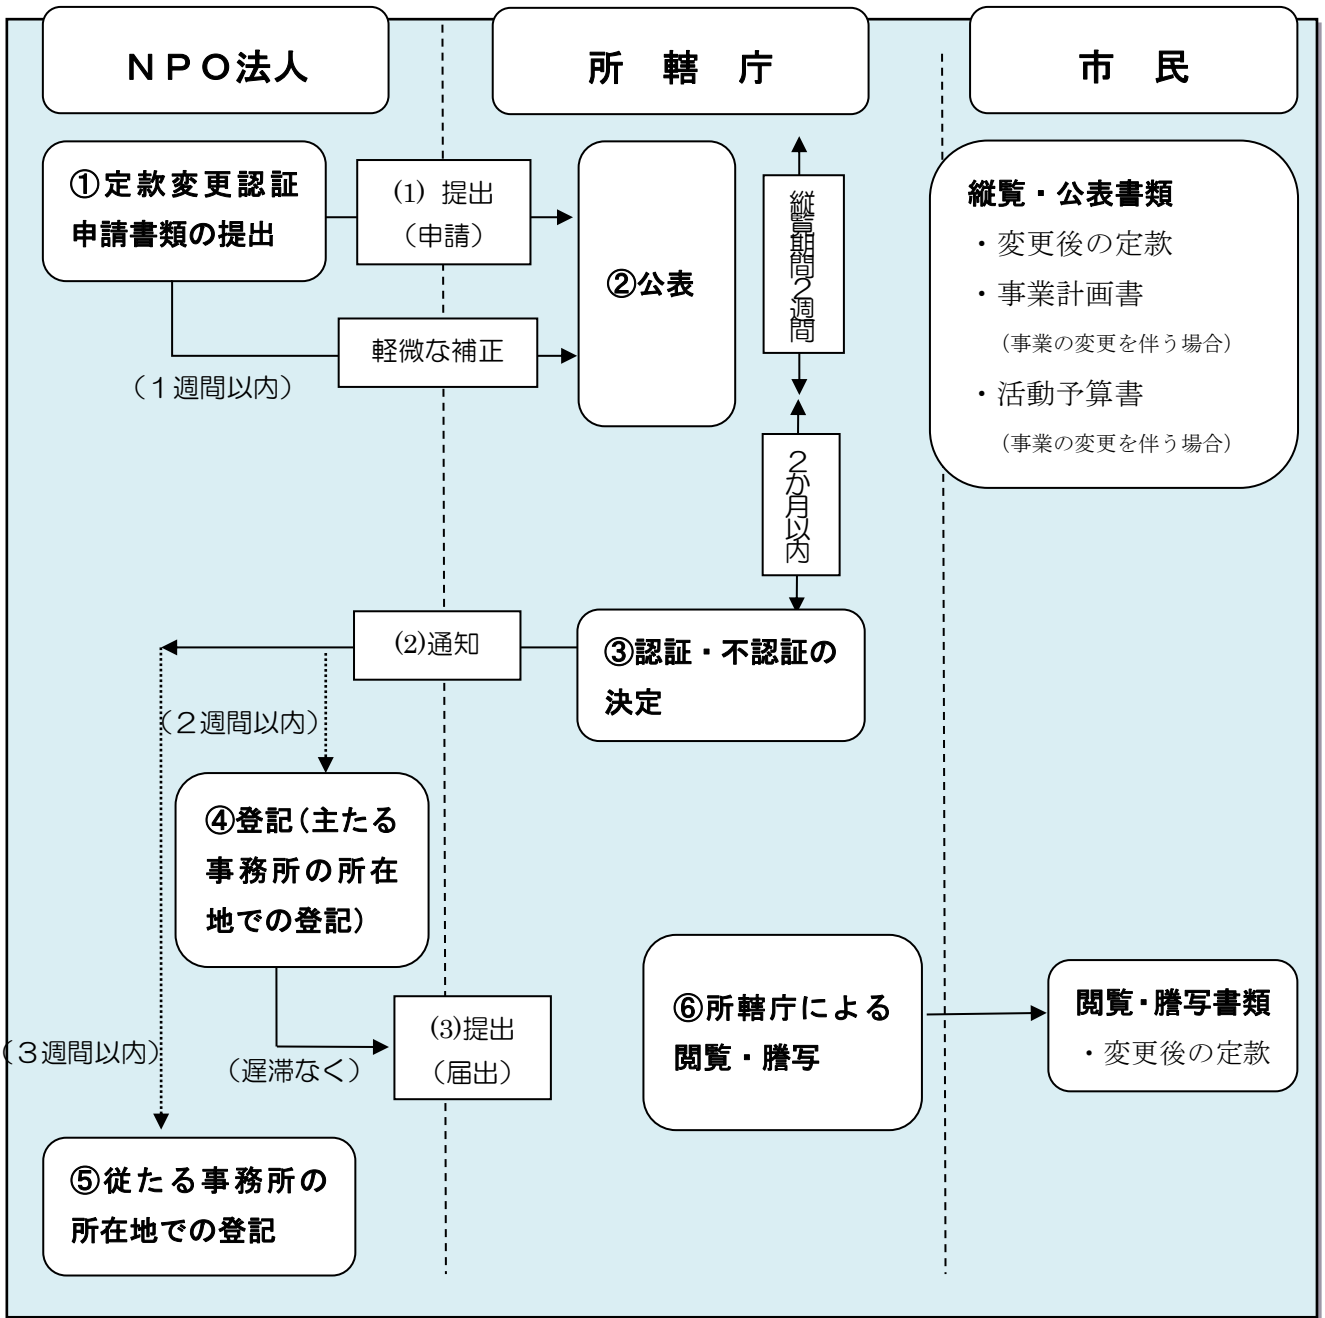 ＮＰＯ法人
所　轄　庁
市　民
①定款変更認証
申請書類の提出
(1) 提出
（申請）
②公表
縦覧期間２週間
縦覧・公表書類
・変更後の定款
・事業計画書
（事業の変更を伴う場合）
・活動予算書
（事業の変更を伴う場合）
軽微な補正
（１週間以内）
２か月以内
(2)通知
③認証・不認証の
決定
（２週間以内）
④登記（主たる
事務所の所在
地での登記）
(3)提出
（届出）
（遅滞なく）
（３週間以内）
⑥所轄庁による
閲覧・謄写
閲覧・謄写書類
・変更後の定款
⑤従たる事務所の
所在地での登記